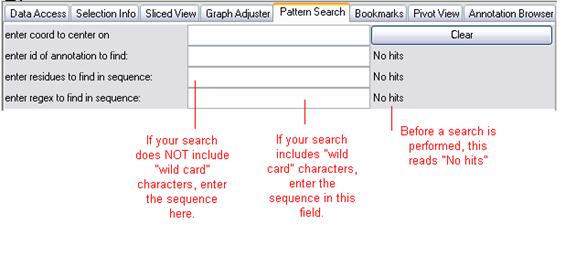 Data Access Selection Info Sliced View Graph Adjuster Pattern Search Bookmarks Pivot View Annotation Browser
enter coord to center on Clear
enter id of annotation to find: No hits
enter residues to find in sequence: No hits
enter regex to find in sequence: No hits
If your search
does NOT include
"wild card"
characters, enter
the sequence
here.
If your search
includes "wild
card" characters,
enter the
sequence in this
field.
Before a search is
performed, this
reads "No hits"